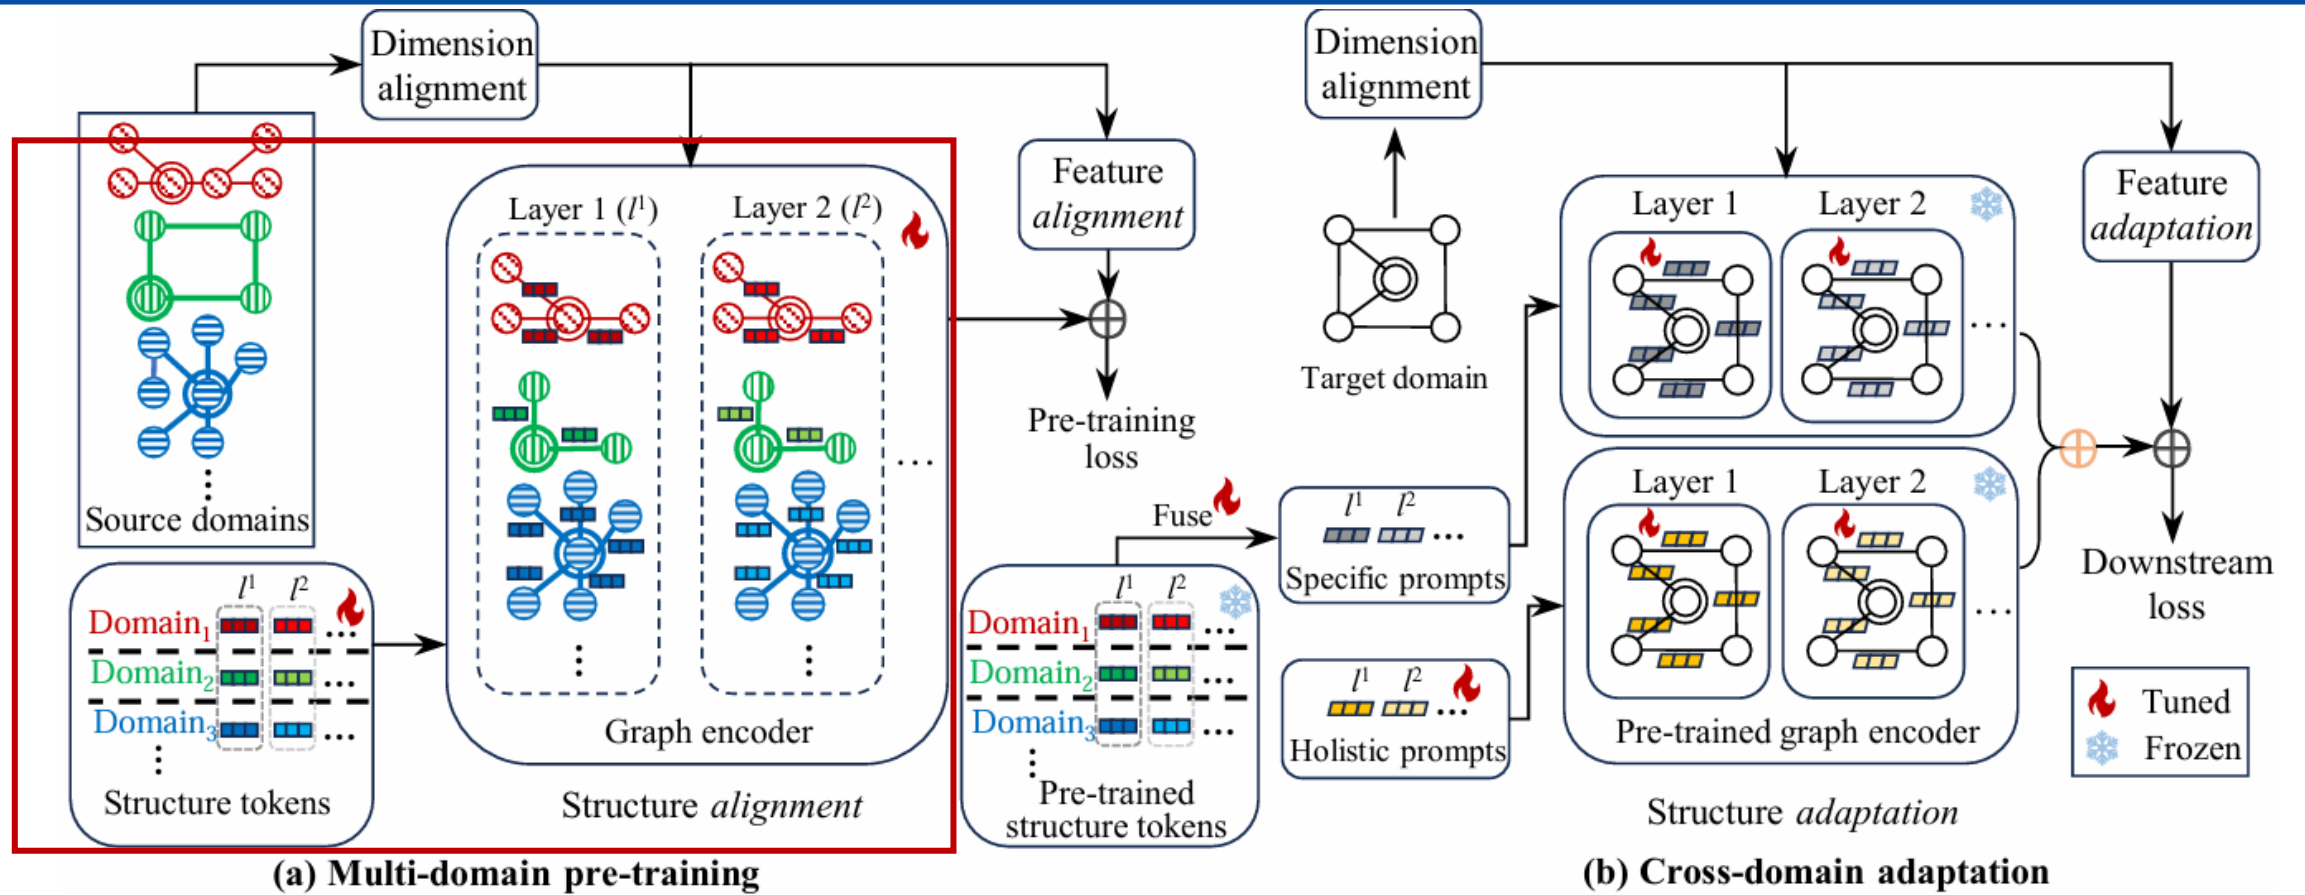 Dimension
alignment
Source domains
Layer 1 (l¹)
Layer 2 (l²)
...
Graph encoder
Structure alignment
Feature
alignment
Pre-training
loss
l¹ l²
Domain₁ ...
Domain₂ ...
Domain₃ ...
Structure tokens
(a) Multi-domain pre-training
Dimension
alignment
Target domain
Fuse
l¹ l²
Domain₁ ...
Domain₂ ...
Domain₃ ...
Pre-trained
structure tokens
l¹ l²
...
Specific prompts
l¹ l²
...
Holistic prompts
Layer 1
Layer 2
...
Layer 1
Layer 2
...
Pre-trained graph encoder
Structure adaptation
Feature
adaptation
Downstream
loss
Tuned
Frozen
(b) Cross-domain adaptation